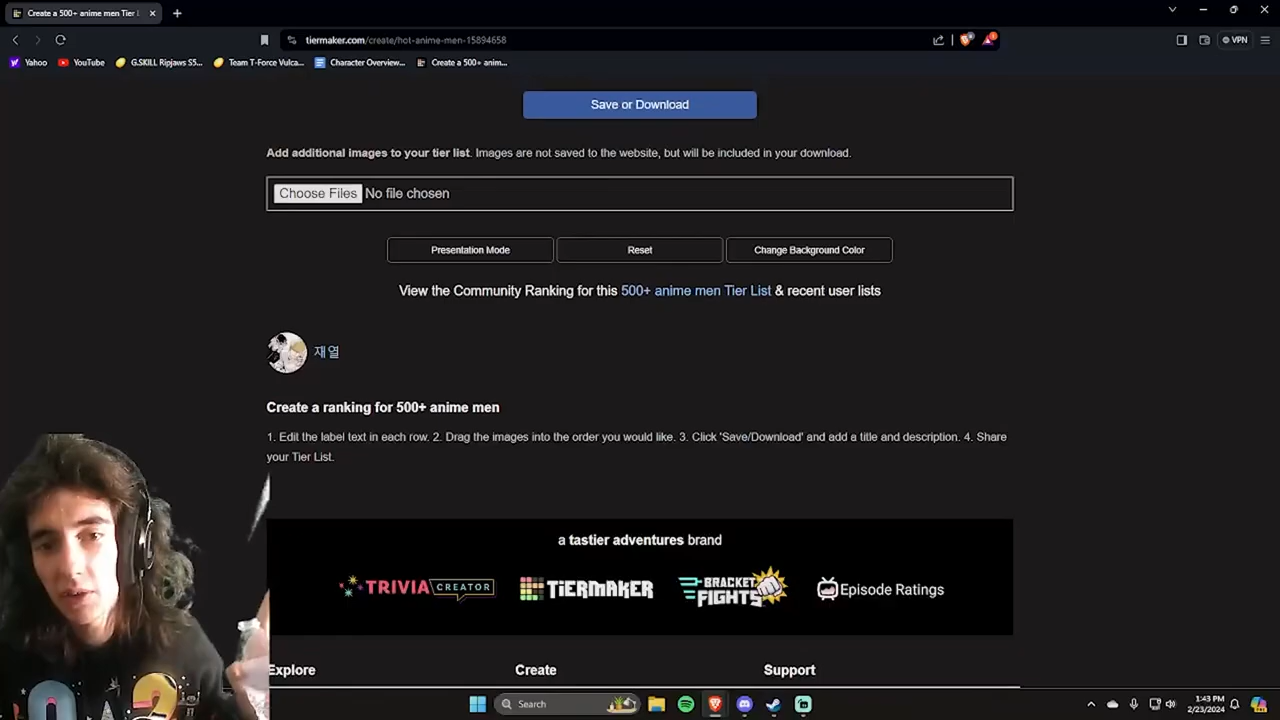 Create a 500+ anime men Tier L
tiermaker.com/create/hot-anime-men-15894658
VPN
Yahoo
YouTube
G.SKILL Ripjaws S5...
Team T-Force Vulca...
Character Overview...
Create a 500+ anim...
Save or Download
Add additional images to your tier list. Images are not saved to the website, but will be included in your download.
Choose Files No file chosen
Presentation Mode
Reset
Change Background Color
View the Community Ranking for this 500+ anime men Tier List & recent user lists
재열
Create a ranking for 500+ anime men
1. Edit the label text in each row. 2. Drag the images into the order you would like. 3. Click 'Save/Download' and add a title and description. 4. Share
your Tier List.
a tastier adventures brand
TRIVIA CREATOR
TiERMAKER
BRACKET
FIGHTS
Episode Ratings
Explore
Create
Support
Search
1:43 PM
2/23/2024